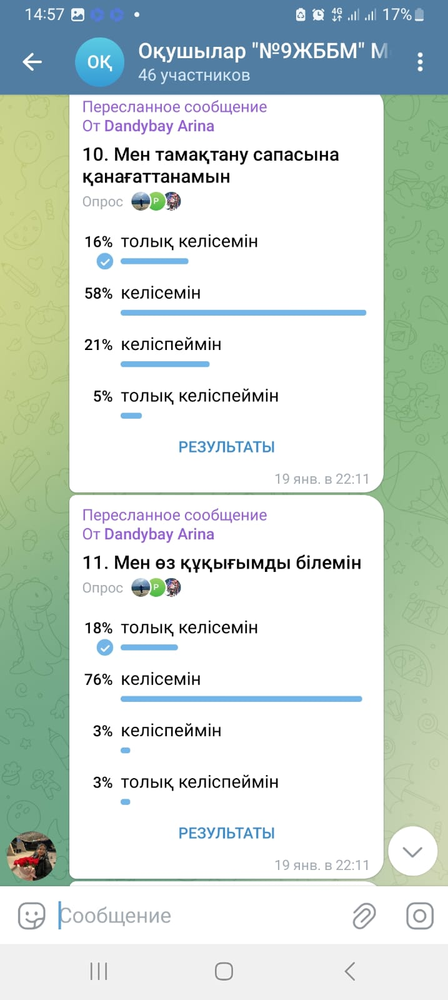 14:57
4G
17%
ОҚ
Оқушылар "№9ЖББМ" М
46 участников
Пересланное сообщение
От Dandybay Arina
10. Мен тамақтану сапасына
қанағаттанамын
Опрос
P
16% толық келісемін
58% келісемін
21% келіспеймін
5% толық келіспеймін
РЕЗУЛЬТАТЫ
19 янв. в 22:11
Пересланное сообщение
От Dandybay Arina
11. Мен өз құқығымды білемін
Опрос
P
18% толық келісемін
76% келісемін
3% келіспеймін
3% толық келіспеймін
РЕЗУЛЬТАТЫ
19 янв. в 22:11
Сообщение